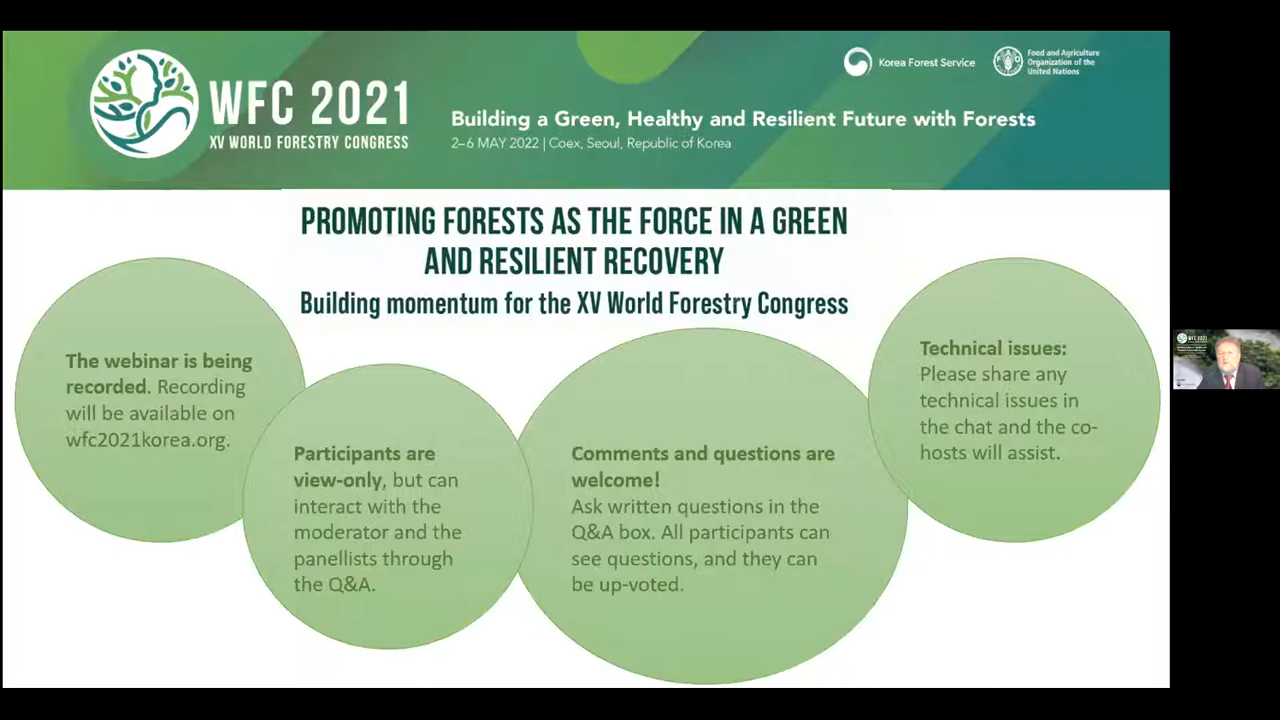 WFC 2021
XV WORLD FORESTRY CONGRESS
Building a Green, Healthy and Resilient Future with Forests
2–6 MAY 2022 | Coex, Seoul, Republic of Korea
Korea Forest Service
Food and Agriculture
Organization of the
United Nations
PROMOTING FORESTS AS THE FORCE IN A GREEN
AND RESILIENT RECOVERY
Building momentum for the XV World Forestry Congress
The webinar is being
recorded. Recording
will be available on
wfc2021korea.org.
Participants are
view-only, but can
interact with the
moderator and the
panellists through
the Q&A.
Comments and questions are
welcome!
Ask written questions in the
Q&A box. All participants can
see questions, and they can
be up-voted.
Technical issues:
Please share any
technical issues in
the chat and the co-
hosts will assist.